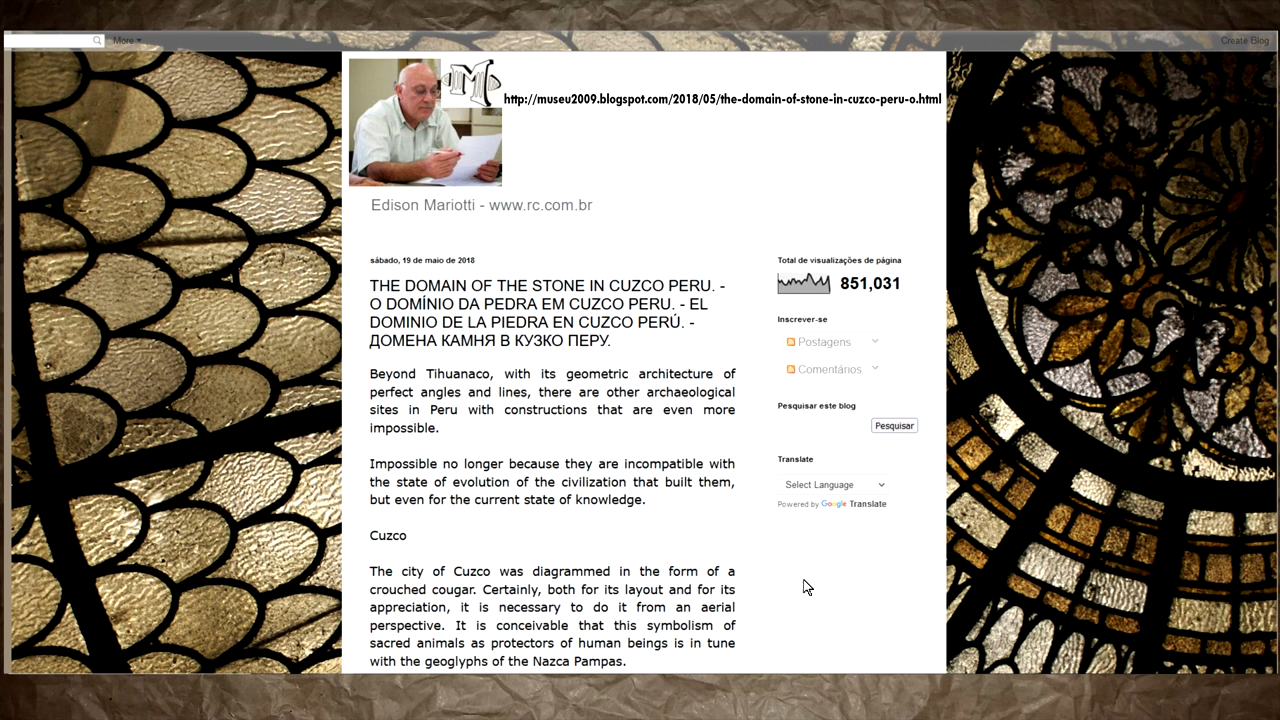 More
Create Blog
M
http://museu2009.blogspot.com/2018/05/the-domain-of-stone-in-cuzco-peru-o.html
Edison Mariotti - www.rc.com.br
sábado, 19 de maio de 2018
THE DOMAIN OF THE STONE IN CUZCO PERU. -
O DOMÍNIO DA PEDRA EM CUZCO PERU. - EL
DOMINIO DE LA PIEDRA EN CUZCO PERÚ. -
ДОМЕНА КАМНЯ В КУЗКО ПЕРУ.
Beyond Tihuanaco, with its geometric architecture of
perfect angles and lines, there are other archaeological
sites in Peru with constructions that are even more
impossible.
Impossible no longer because they are incompatible with
the state of evolution of the civilization that built them,
but even for the current state of knowledge.
Cuzco
The city of Cuzco was diagrammed in the form of a
crouched cougar. Certainly, both for its layout and for its
appreciation, it is necessary to do it from an aerial
perspective. It is conceivable that this symbolism of
sacred animals as protectors of human beings is in tune
with the geoglyphs of the Nazca Pampas.
Total de visualizações de página
851,031
Inscrever-se
Postagens
Comentários
Pesquisar este blog
Pesquisar
Translate
Select Language
Powered by Google Translate